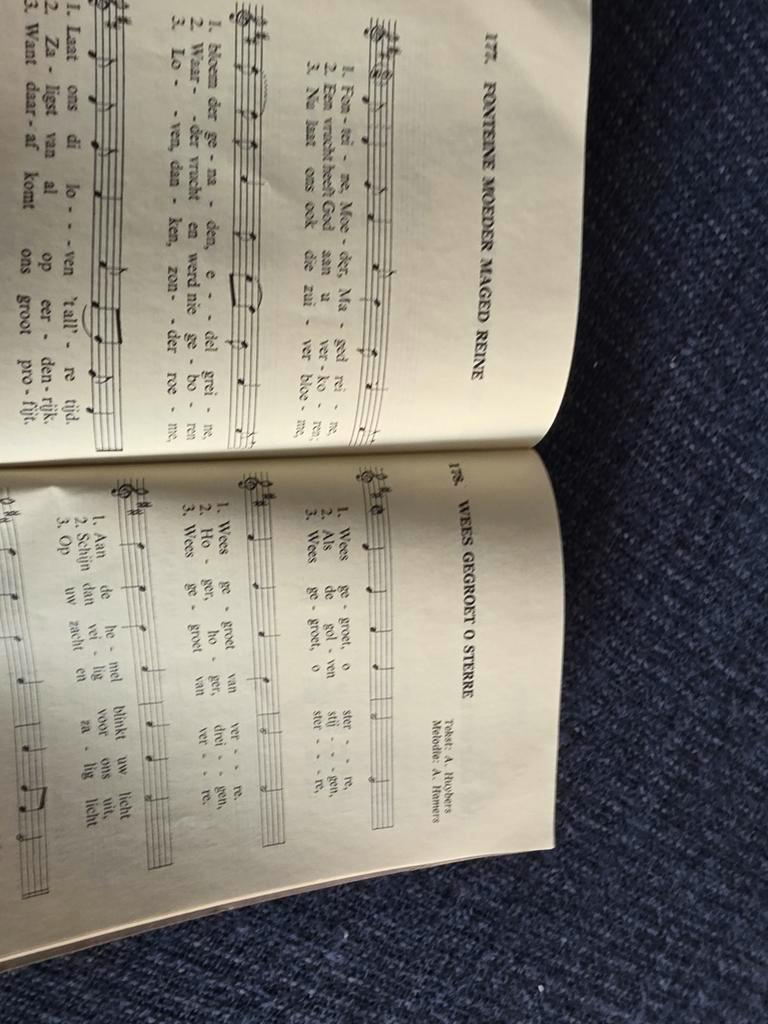 177. FONTEINE MOEDER MAGED REINE
1. Fon - tei - ne, Moe - der, Ma - ged rei - ne,
2. Een vrucht heeft God aan u ver - ko - ren;
3. Nu laat ons ook die zui - ver bloe - me,
1. bloem der ge - na - den, e - - del grei - ne,
2. Waar - - der vrucht en werd nie ge - bo - ren
3. Lo - - ven, dan - ken, zon - - der roe - me,
1. Laat ons di lo - - - ven 't all' - re tijd.
2. Za - ligst van al op eer - den - rijk.
3. Want daar - af komt ons groot pro - fijt.
178. WEES GEGROET O STERRE
Tekst: A. Huybers
Melodie: A. Hamers
1. Wees ge - groet, o ster - - re,
2. Als de gol - ven stij - - gen,
3. Wees ge - groet, o ster - - re,
1. Wees ge - groet van ver - - re.
2. Ho - ger, ho - ger, drei - - gen,
3. Wees ge - groet van ver - - re.
1. Aan de he - mel blinkt uw licht
2. Schijn dan vei - lig voor ons uit,
3. Op uw zacht en za - lig licht